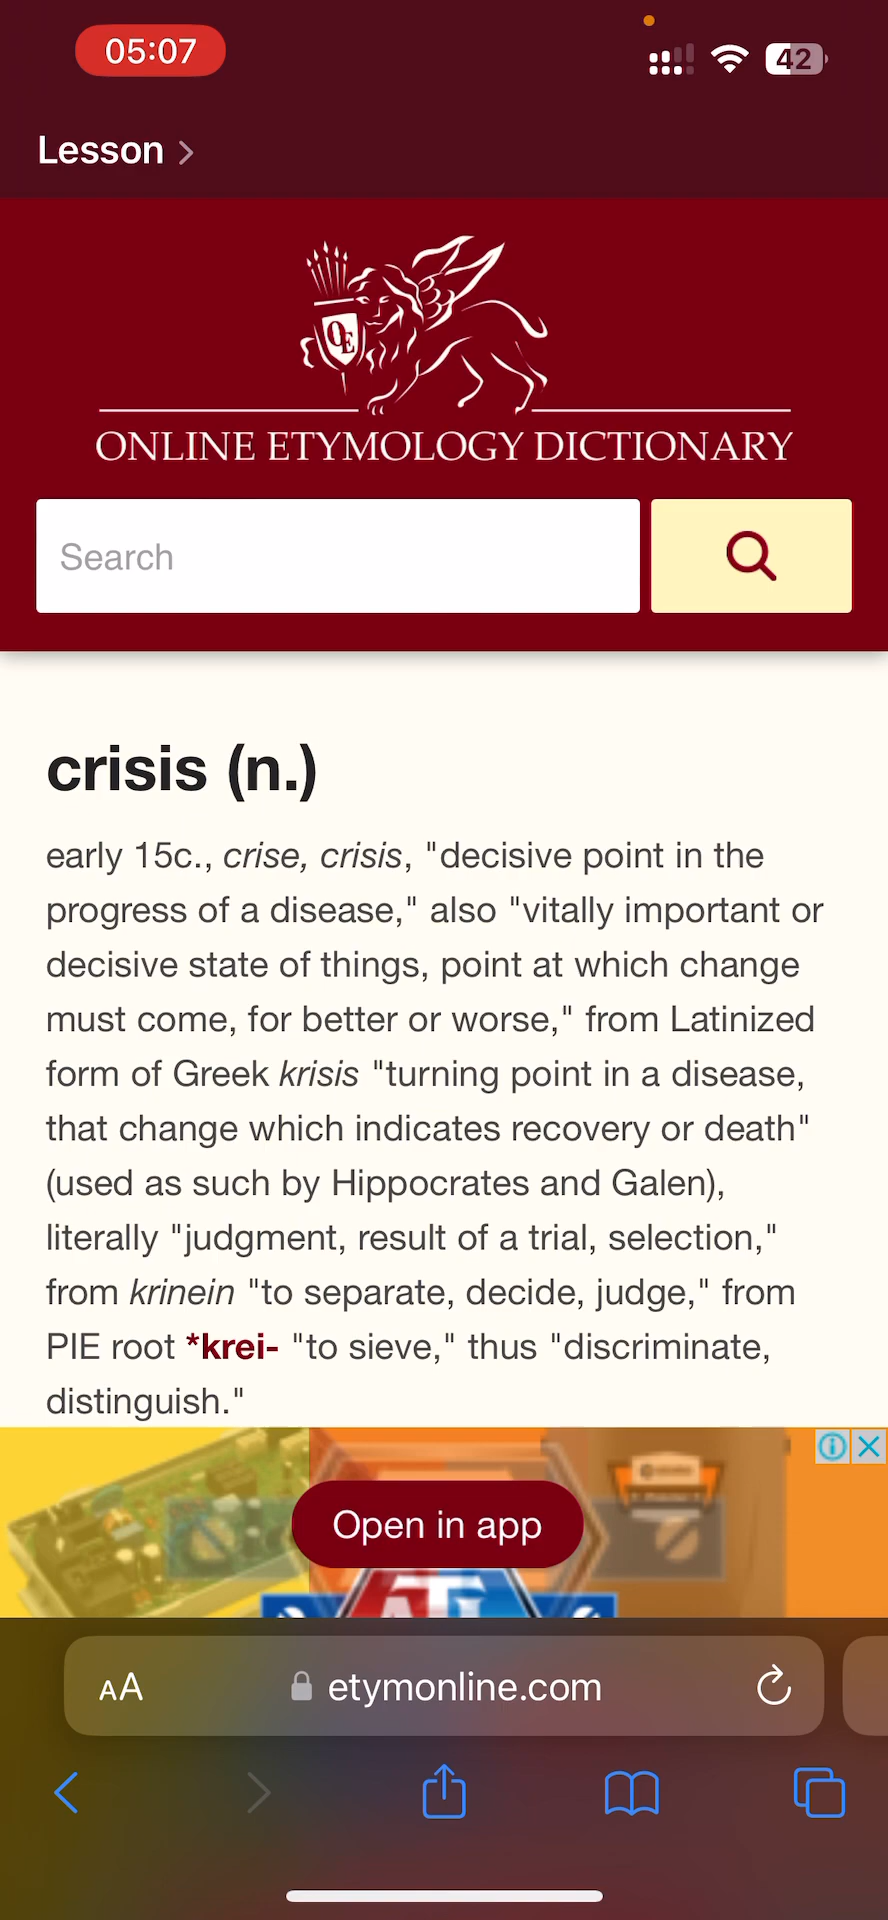 05:07
42
Lesson
OE
ONLINE ETYMOLOGY DICTIONARY
Search
crisis (n.)
early 15c., crise, crisis, "decisive point in the
progress of a disease," also "vitally important or
decisive state of things, point at which change
must come, for better or worse," from Latinized
form of Greek krisis "turning point in a disease,
that change which indicates recovery or death"
(used as such by Hippocrates and Galen),
literally "judgment, result of a trial, selection,"
from krinein "to separate, decide, judge," from
PIE root *krei- "to sieve," thus "discriminate,
distinguish."
Open in app
AA
etymonline.com